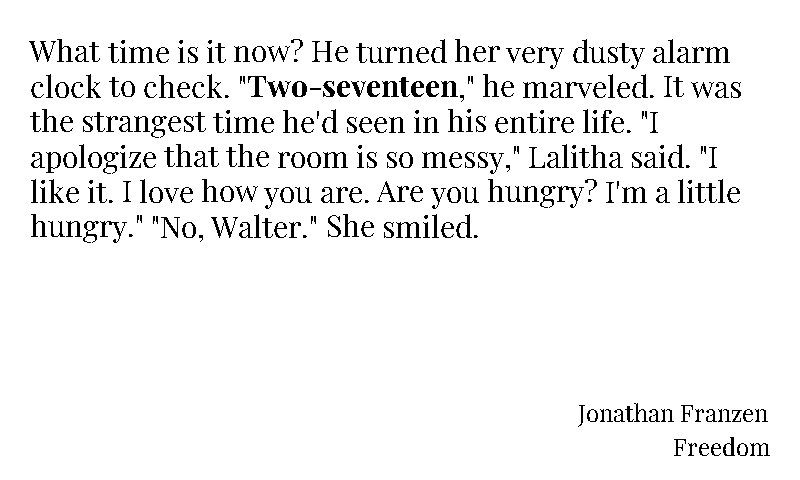 What time is it now? He turned her very dusty alarm
clock to check. "Two-seventeen," he marveled. It was
the strangest time he'd seen in his entire life. "I
apologize that the room is so messy," Lalitha said. "I
like it. I love how you are. Are you hungry? I'm a little
hungry." "No, Walter." She smiled.
Jonathan Franzen
Freedom